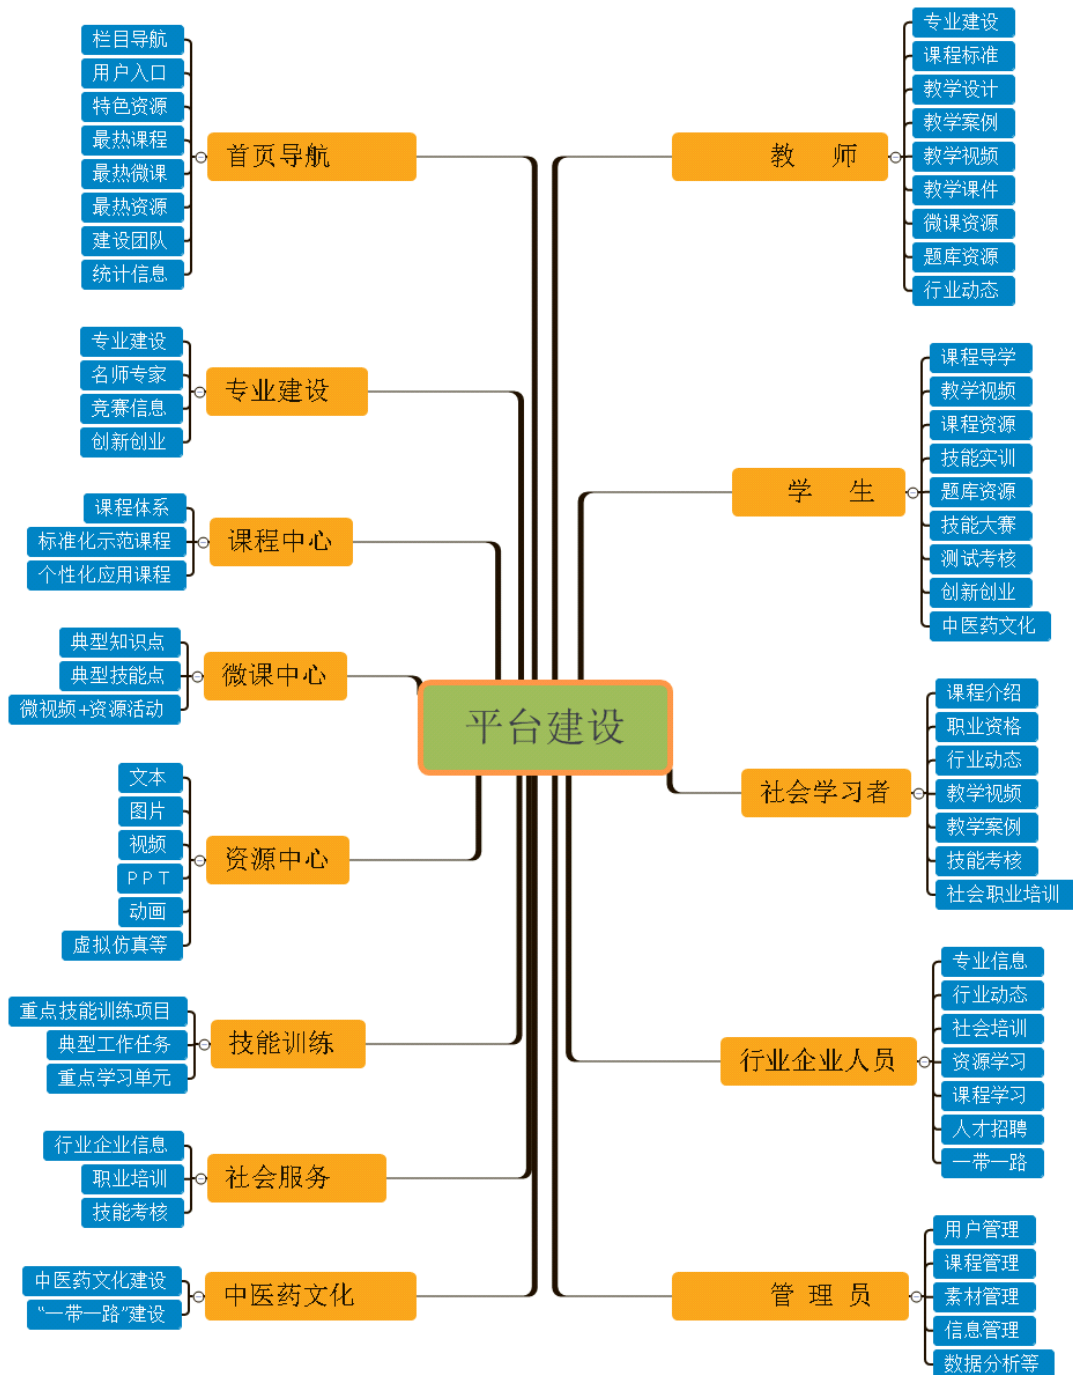 平台建设
首页导航
栏目导航
用户入口
特色资源
最热课程
最热微课
最热资源
建设团队
统计信息
专业建设
专业建设
名师专家
竞赛信息
创新创业
课程中心
课程体系
标准化示范课程
个性化应用课程
微课中心
典型知识点
典型技能点
微视频+资源活动
资源中心
文本
图片
视频
PPT
动画
虚拟仿真等
技能训练
重点技能训练项目
典型工作任务
重点学习单元
社会服务
行业企业信息
职业培训
技能考核
中医药文化
中医药文化建设
“一带一路”建设
教 师
专业建设
课程标准
教学设计
教学案例
教学视频
教学课件
微课资源
题库资源
行业动态
学 生
课程导学
教学视频
课程资源
技能实训
题库资源
技能大赛
测试考核
创新创业
中医药文化
社会学习者
课程介绍
职业资格
行业动态
教学视频
教学案例
技能考核
社会职业培训
行业企业人员
专业信息
行业动态
社会培训
资源学习
课程学习
人才招聘
一带一路
管 理 员
用户管理
课程管理
素材管理
信息管理
数据分析等